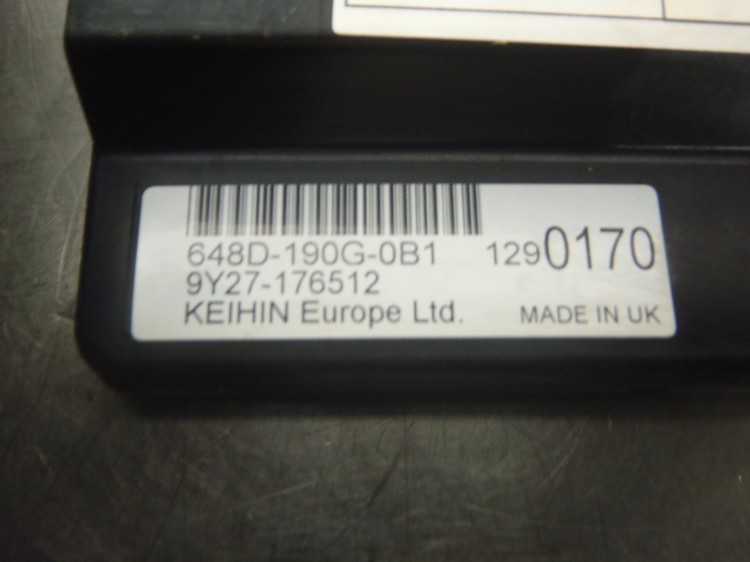 648D-190G-0B1 1290170
9Y27-176512
KEIHIN Europe Ltd. MADE IN UK